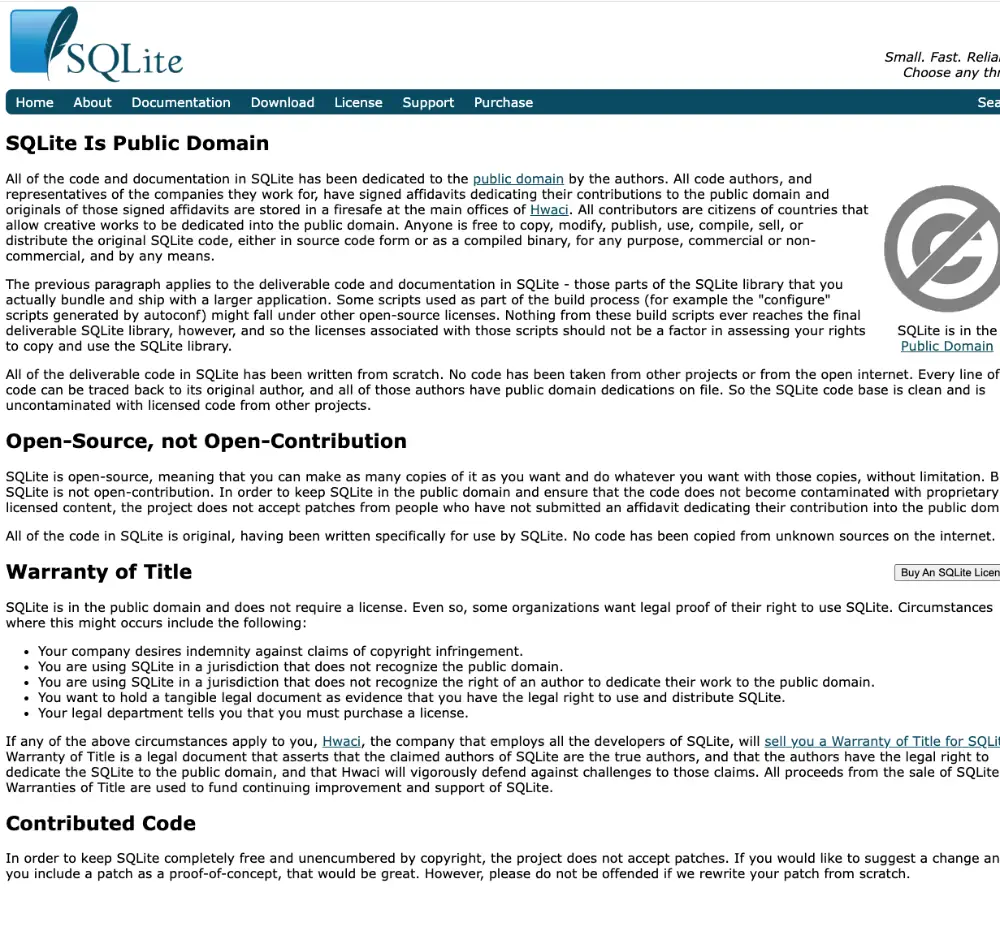 SQLite
Small. Fast. Relia
Choose any thr
Home About Documentation Download License Support Purchase Sea
SQLite Is Public Domain
All of the code and documentation in SQLite has been dedicated to the public domain by the authors. All code authors, and
representatives of the companies they work for, have signed affidavits dedicating their contributions to the public domain and
originals of those signed affidavits are stored in a firesafe at the main offices of Hwaci. All contributors are citizens of countries that
allow creative works to be dedicated into the public domain. Anyone is free to copy, modify, publish, use, compile, sell, or
distribute the original SQLite code, either in source code form or as a compiled binary, for any purpose, commercial or non-
commercial, and by any means.
The previous paragraph applies to the deliverable code and documentation in SQLite - those parts of the SQLite library that you
actually bundle and ship with a larger application. Some scripts used as part of the build process (for example the "configure"
scripts generated by autoconf) might fall under other open-source licenses. Nothing from these build scripts ever reaches the final
deliverable SQLite library, however, and so the licenses associated with those scripts should not be a factor in assessing your rights
to copy and use the SQLite library.
SQLite is in the
Public Domain
All of the deliverable code in SQLite has been written from scratch. No code has been taken from other projects or from the open internet. Every line of
code can be traced back to its original author, and all of those authors have public domain dedications on file. So the SQLite code base is clean and is
uncontaminated with licensed code from other projects.
Open-Source, not Open-Contribution
SQLite is open-source, meaning that you can make as many copies of it as you want and do whatever you want with those copies, without limitation. B
SQLite is not open-contribution. In order to keep SQLite in the public domain and ensure that the code does not become contaminated with proprietary
licensed content, the project does not accept patches from people who have not submitted an affidavit dedicating their contribution into the public dom
All of the code in SQLite is original, having been written specifically for use by SQLite. No code has been copied from unknown sources on the internet.
Warranty of Title
Buy An SQLite Licen
SQLite is in the public domain and does not require a license. Even so, some organizations want legal proof of their right to use SQLite. Circumstances
where this might occurs include the following:
• Your company desires indemnity against claims of copyright infringement.
• You are using SQLite in a jurisdiction that does not recognize the public domain.
• You are using SQLite in a jurisdiction that does not recognize the right of an author to dedicate their work to the public domain.
• You want to hold a tangible legal document as evidence that you have the legal right to use and distribute SQLite.
• Your legal department tells you that you must purchase a license.
If any of the above circumstances apply to you, Hwaci, the company that employs all the developers of SQLite, will sell you a Warranty of Title for SQLit
Warranty of Title is a legal document that asserts that the claimed authors of SQLite are the true authors, and that the authors have the legal right to
dedicate the SQLite to the public domain, and that Hwaci will vigorously defend against challenges to those claims. All proceeds from the sale of SQLite
Warranties of Title are used to fund continuing improvement and support of SQLite.
Contributed Code
In order to keep SQLite completely free and unencumbered by copyright, the project does not accept patches. If you would like to suggest a change an
you include a patch as a proof-of-concept, that would be great. However, please do not be offended if we rewrite your patch from scratch.